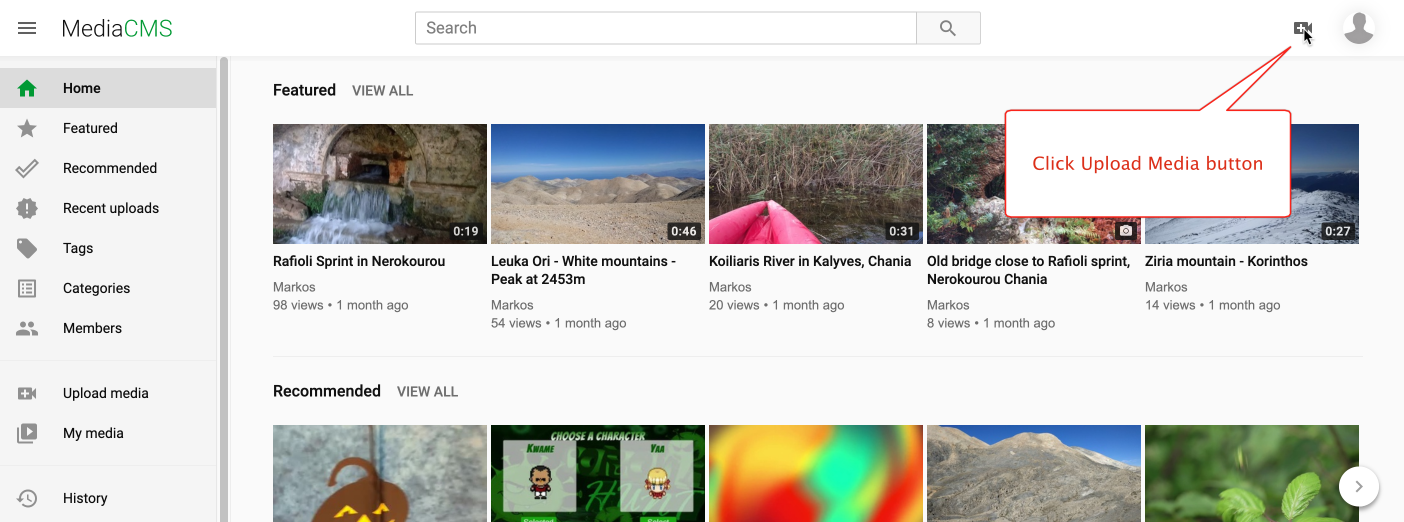 MediaCMS
Search
Home
Featured
Recommended
Recent uploads
Tags
Categories
Members
Upload media
My media
History
Featured VIEW ALL
Click Upload Media button
0:19
0:46
0:31
0:27
Rafioli Sprint in Nerokourou
Markos
98 views • 1 month ago
Leuka Ori - White mountains -
Peak at 2453m
Markos
54 views • 1 month ago
Koiliaris River in Kalyves, Chania
Markos
20 views • 1 month ago
Old bridge close to Rafioli sprint,
Nerokourou Chania
Markos
8 views • 1 month ago
Ziria mountain - Korinthos
Markos
14 views • 1 month ago
Recommended VIEW ALL
CHOOSE A CHARACTER
KWAME
YAA
Selected
Select